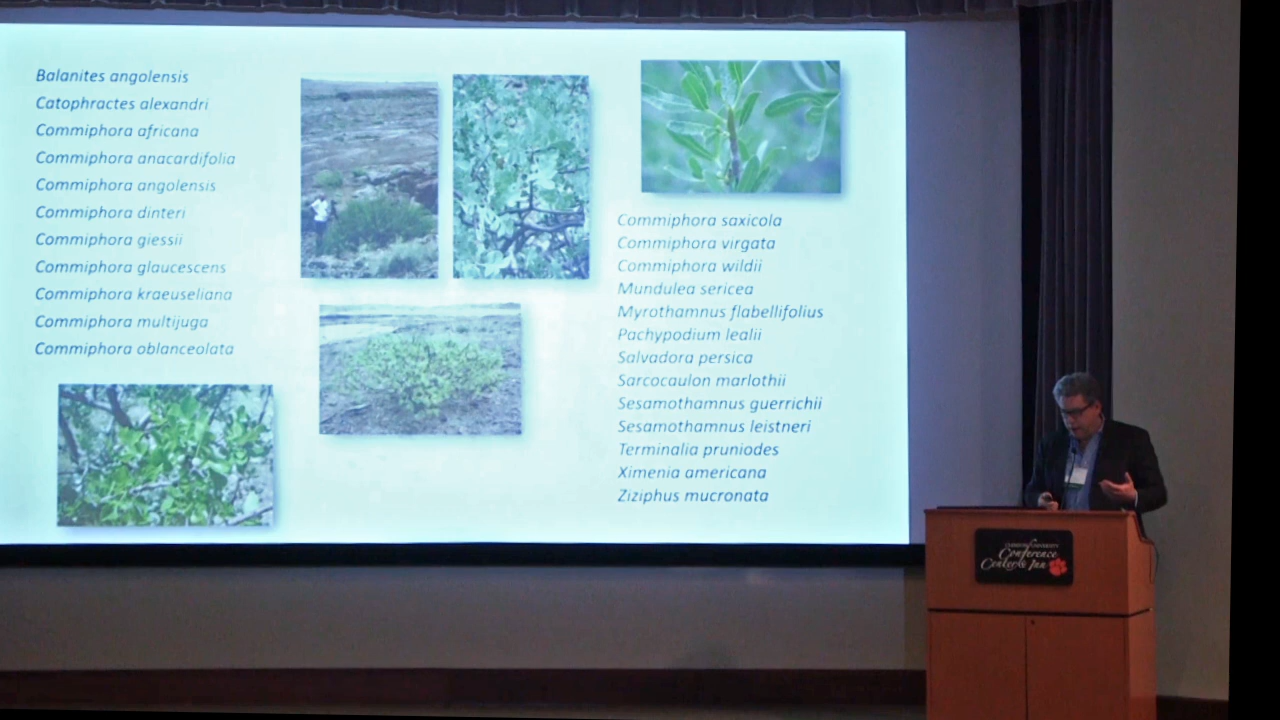 Balanites angolensis
Catophractes alexandri
Commiphora africana
Commiphora anacardifolia
Commiphora angolensis
Commiphora dinteri
Commiphora giessii
Commiphora glaucescens
Commiphora kraeuseliana
Commiphora multijuga
Commiphora oblanceolata
Commiphora saxicola
Commiphora virgata
Commiphora wildii
Mundulea sericea
Myrothamnus flabellifolius
Pachypodium lealii
Salvadora persica
Sarcocaulon marlothii
Sesamothamnus guerrichii
Sesamothamnus leistneri
Terminalia pruniodes
Ximenia americana
Ziziphus mucronata
CLEMSON UNIVERSITY
Conference
Center & Inn